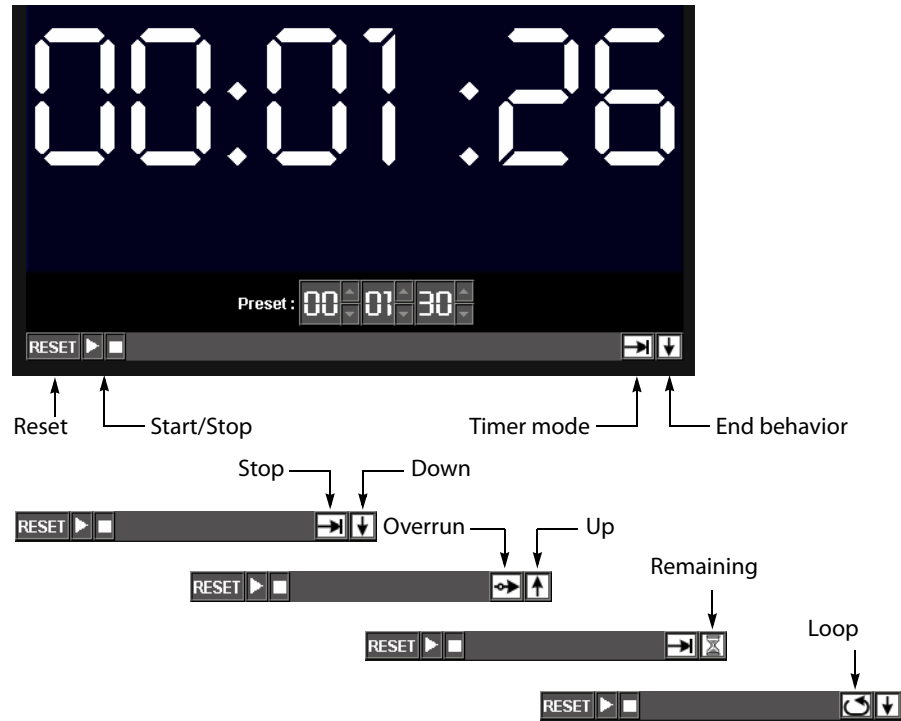 00:01:26
Preset: 00 01 30
RESET
Reset
Start/Stop
Timer mode
End behavior
Stop
Down
RESET
Overrun
Up
RESET
Remaining
RESET
Loop
RESET